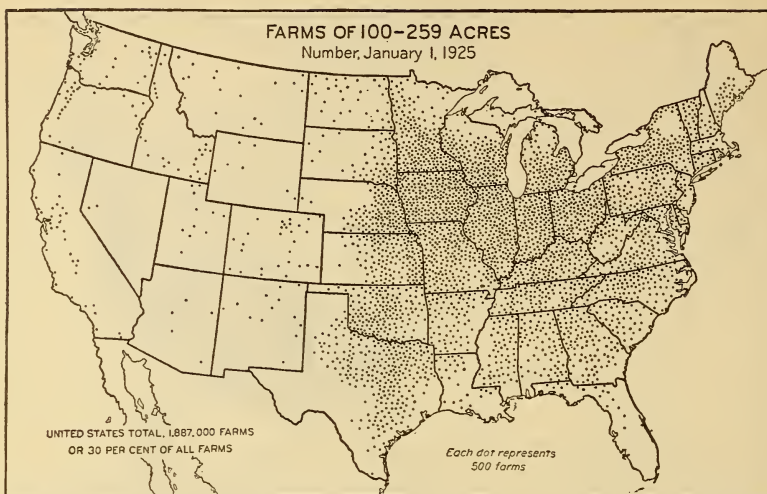 FARMS OF 100-259 ACRES
Number, January 1, 1925
UNITED STATES TOTAL, 1,887,000 FARMS
OR 30 PER CENT OF ALL FARMS
Each dot represents
500 farms